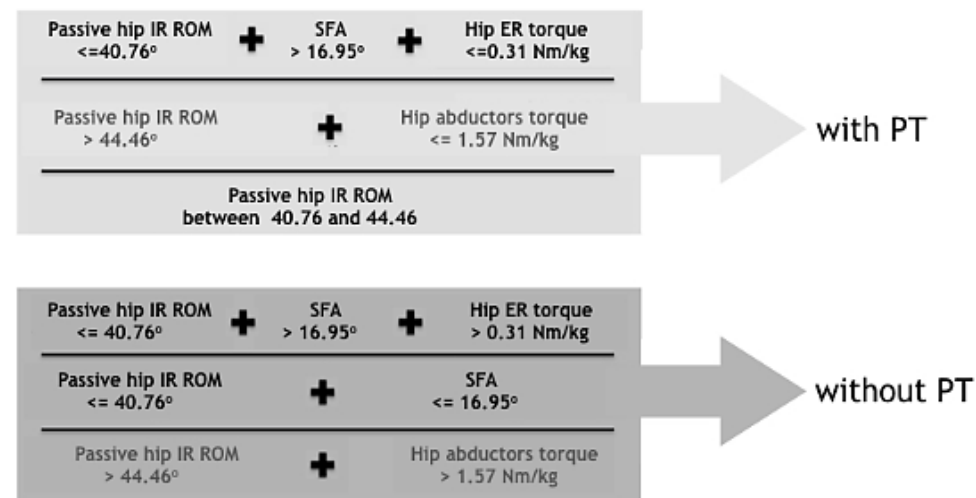 Passive hip IR ROM + SFA + Hip ER torque
<=40.76º > 16.95º <=0.31 Nm/kg
Passive hip IR ROM + Hip abductors torque
> 44.46º <= 1.57 Nm/kg
Passive hip IR ROM
between 40.76 and 44.46
with PT
Passive hip IR ROM + SFA + Hip ER torque
<= 40.76º > 16.95º > 0.31 Nm/kg
Passive hip IR ROM + SFA
<= 40.76º <= 16.95º
Passive hip IR ROM + Hip abductors torque
> 44.46º > 1.57 Nm/kg
without PT